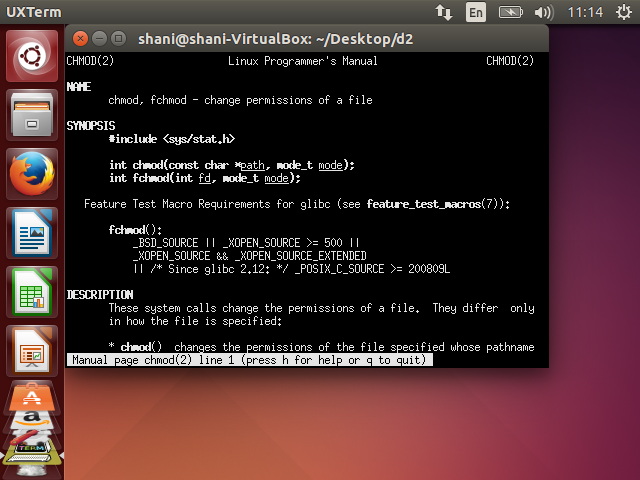 UXTerm
En
11:14
shani@shani-VirtualBox: ~/Desktop/d2
CHMOD(2) Linux Programmer's Manual CHMOD(2)
NAME
chmod, fchmod - change permissions of a file
SYNOPSIS
#include <sys/stat.h>
int chmod(const char *path, mode_t mode);
int fchmod(int fd, mode_t mode);
Feature Test Macro Requirements for glibc (see feature_test_macros(7)):
fchmod():
_BSD_SOURCE || _XOPEN_SOURCE >= 500 ||
_XOPEN_SOURCE && _XOPEN_SOURCE_EXTENDED
|| /* Since glibc 2.12: */ _POSIX_C_SOURCE >= 200809L
DESCRIPTION
These system calls change the permissions of a file. They differ only
in how the file is specified:
* chmod() changes the permissions of the file specified whose pathname
Manual page chmod(2) line 1 (press h for help or q to quit)
a
TERM